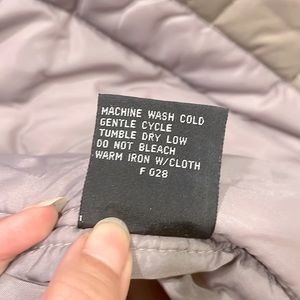 MACHINE WASH COLD
GENTLE CYCLE
TUMBLE DRY LOW
DO NOT BLEACH
WARM IRON W/CLOTH
F 028